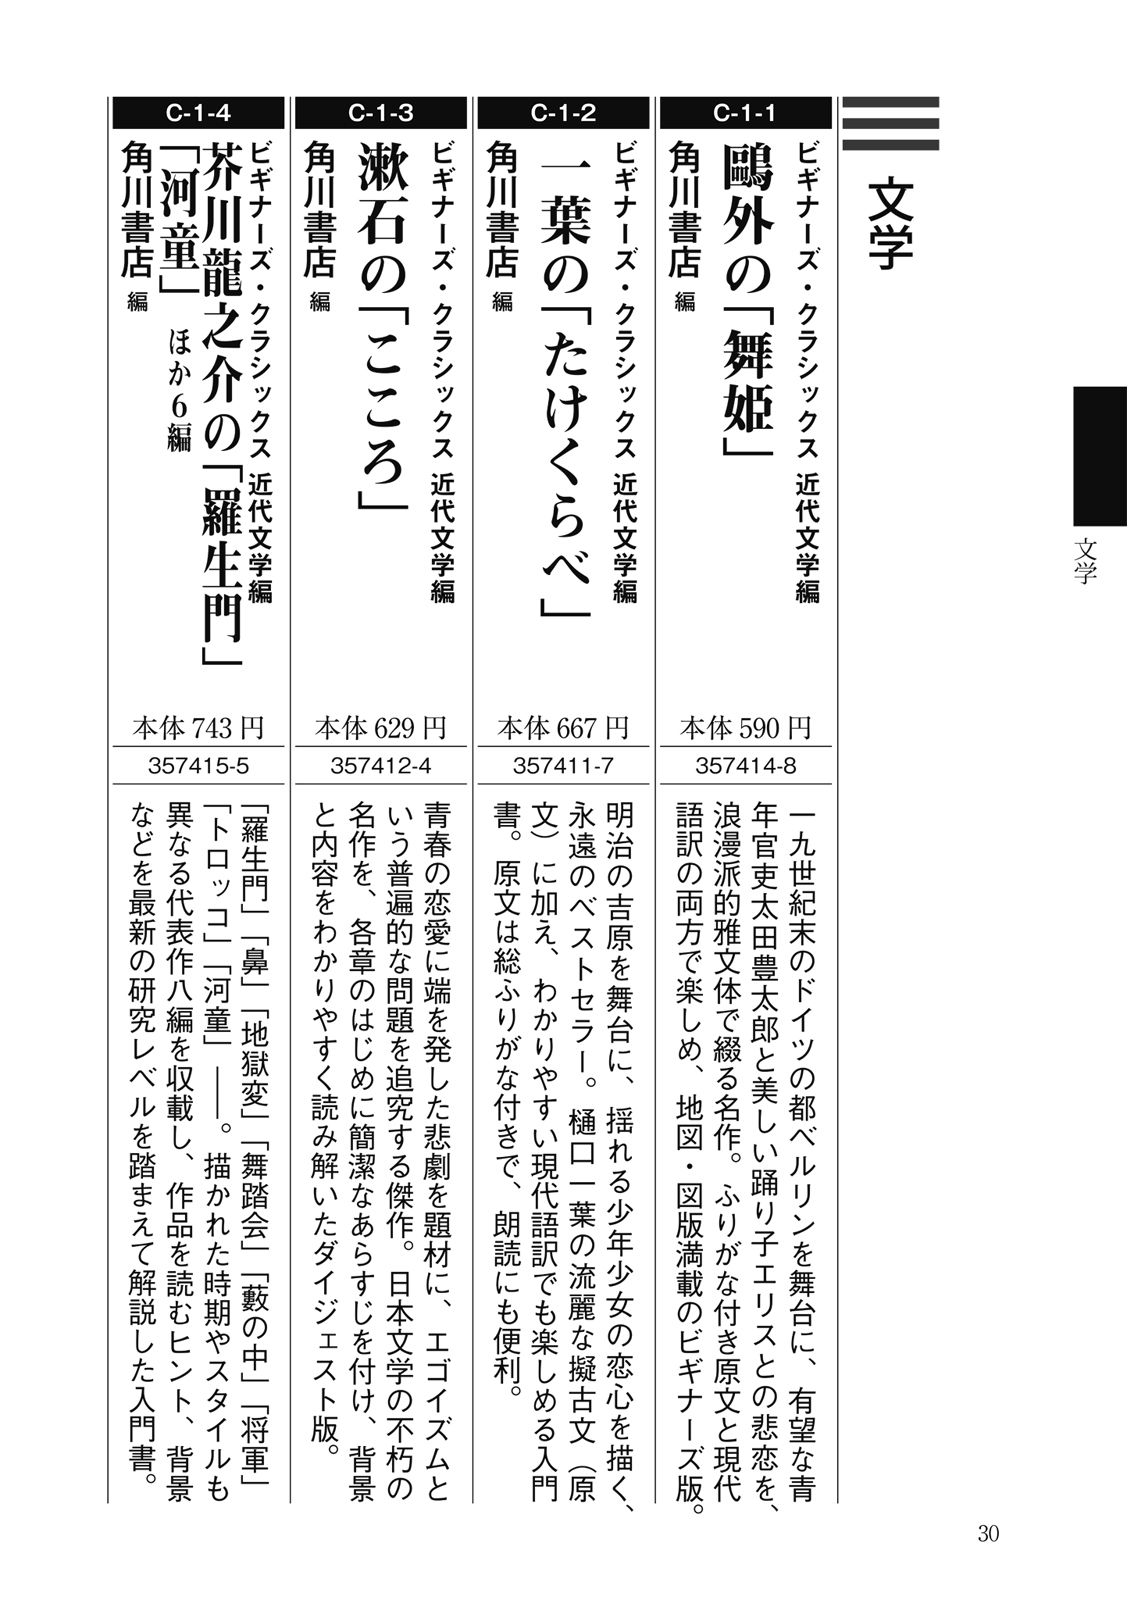 文学
C-1-1
ビギナーズ・クラシックス 近代文学編
鷗外の「舞姫」
角川書店 編
本体 590 円
357414-8
一九世紀末のドイツの都ベルリンを舞台に、有望な青
年官吏太田豊太郎と美しい踊り子エリスとの悲恋を、
浪漫派的雅文体で綴る名作。ふりがな付き原文と現代
語訳の両方で楽しめ、地図・図版満載のビギナーズ版。
C-1-2
ビギナーズ・クラシックス 近代文学編
一葉の「たけくらべ」
角川書店 編
本体 667 円
357411-7
明治の吉原を舞台に、揺れる少年少女の恋心を描く、
永遠のベストセラー。樋口一葉の流麗な擬古文（原
文）に加え、わかりやすい現代語訳でも楽しめる入門
書。原文は総ふりがな付きで、朗読にも便利。
C-1-3
ビギナーズ・クラシックス 近代文学編
漱石の「こころ」
角川書店 編
本体 629 円
357412-4
青春の恋愛に端を発した悲劇を題材に、エゴイズムと
いう普遍的な問題を追究する傑作。日本文学の不朽の
名作を、各章のはじめに簡潔なあらすじを付け、背景
と内容をわかりやすく読み解いたダイジェスト版。
C-1-4
ビギナーズ・クラシックス 近代文学編
芥川龍之介の「羅生門」
「河童」ほか6編
角川書店 編
本体 743 円
357415-5
「羅生門」「鼻」「地獄変」「舞踏会」「藪の中」「将軍」
「トロッコ」「河童」――。描かれた時期やスタイルも
異なる代表作八編を収載し、作品を読むヒント、背景
などを最新の研究レベルを踏まえて解説した入門書。
文学
30